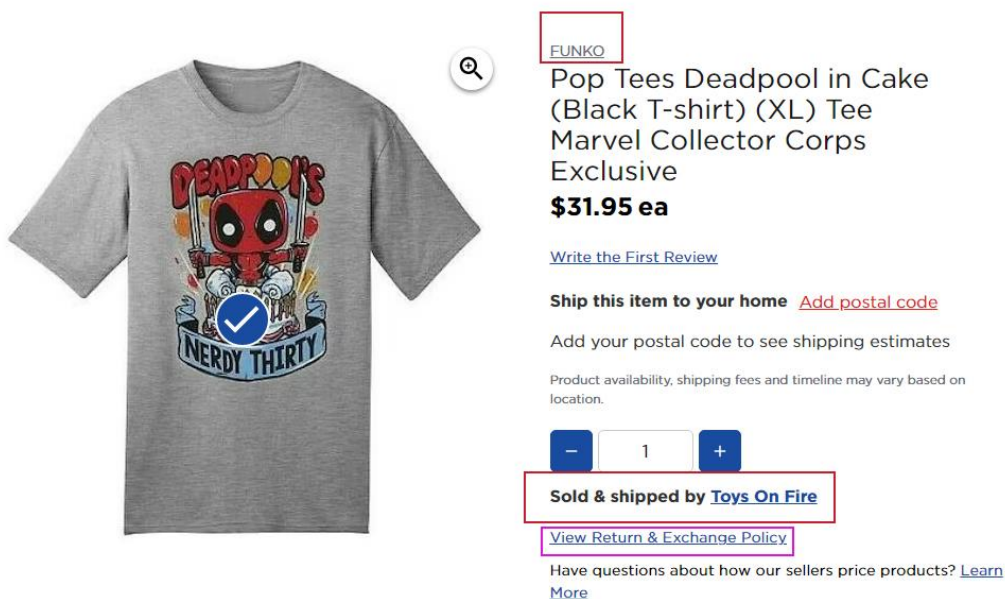 DEADPOOL'S
NERDY THIRTY
FUNKO
Pop Tees Deadpool in Cake
(Black T-shirt) (XL) Tee
Marvel Collector Corps
Exclusive
$31.95 ea
Write the First Review
Ship this item to your home Add postal code
Add your postal code to see shipping estimates
Product availability, shipping fees and timeline may vary based on
location.
− 1 +
Sold & shipped by Toys On Fire
View Return & Exchange Policy
Have questions about how our sellers price products? Learn
More